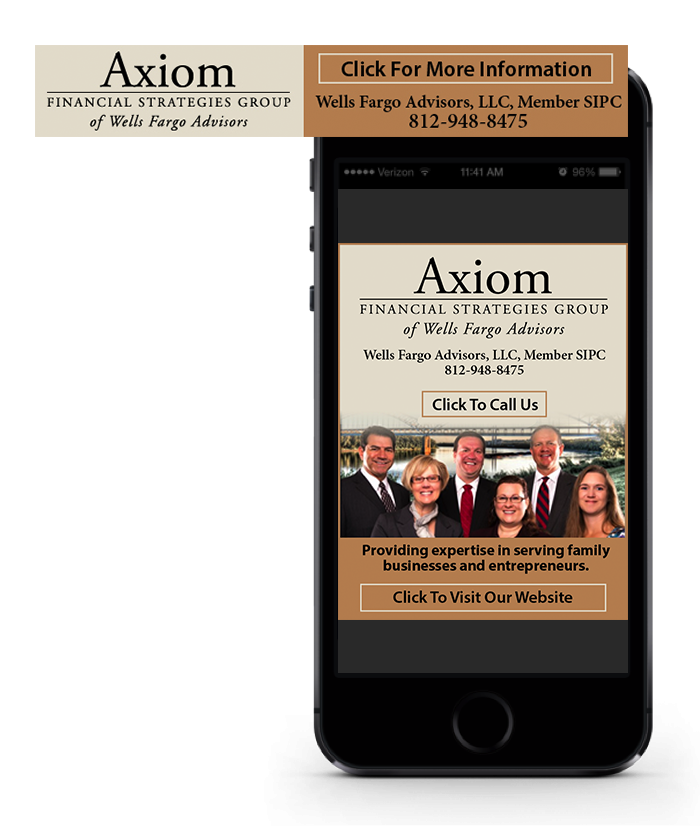 Axiom
FINANCIAL STRATEGIES GROUP
of Wells Fargo Advisors
Click For More Information
Wells Fargo Advisors, LLC, Member SIPC
812-948-8475
Verizon 11:41 AM 96%
Axiom
FINANCIAL STRATEGIES GROUP
of Wells Fargo Advisors
Wells Fargo Advisors, LLC, Member SIPC
812-948-8475
Click To Call Us
Providing expertise in serving family
businesses and entrepreneurs.
Click To Visit Our Website